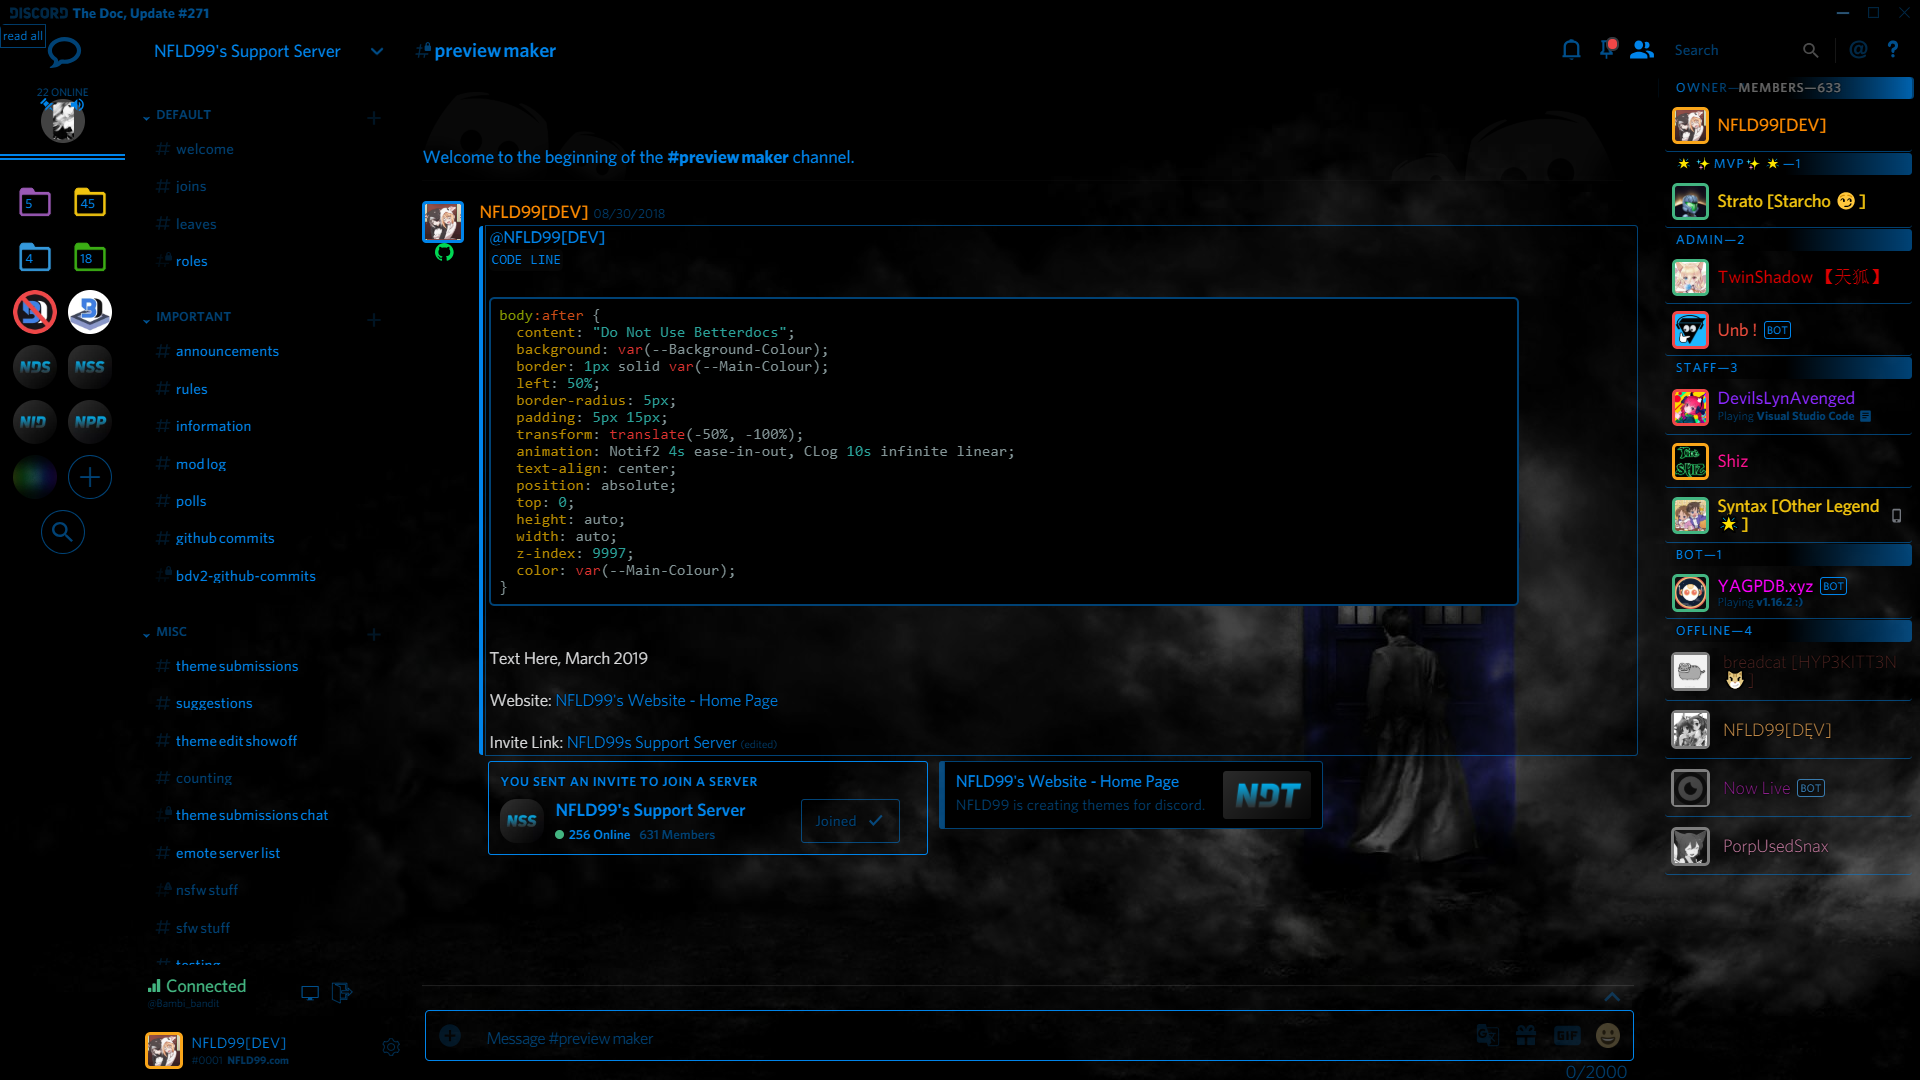 DISCORD The Doc, Update #271
read all
22 ONLINE
5
45
4
18
NDS
NSS
NID
NPP
NFLD99's Support Server
DEFAULT
welcome
joins
leaves
roles
IMPORTANT
announcements
rules
information
mod log
polls
github commits
bdv2-github-commits
MISC
theme submissions
suggestions
theme edit showoff
counting
theme submissions chat
emote server list
nsfw stuff
sfw stuff
testing
Connected
@Bambi_bandit
NFLD99[DEV]
#0001 NFLD99.com
#preview maker
Search
Welcome to the beginning of the #preview maker channel.
NFLD99[DEV] 08/30/2018
@NFLD99[DEV]
CODE LINE
body:after {
content: "Do Not Use Betterdocs";
background: var(--Background-Colour);
border: 1px solid var(--Main-Colour);
left: 50%;
border-radius: 5px;
padding: 5px 15px;
transform: translate(-50%, -100%);
animation: Notif2 4s ease-in-out, CLog 10s infinite linear;
text-align: center;
position: absolute;
top: 0;
height: auto;
width: auto;
z-index: 9997;
color: var(--Main-Colour);
}
Text Here, March 2019
Website: NFLD99's Website - Home Page
Invite Link: NFLD99s Support Server (edited)
YOU SENT AN INVITE TO JOIN A SERVER
NSS
NFLD99's Support Server
256 Online 631 Members
Joined
NFLD99's Website - Home Page
NFLD99 is creating themes for discord.
NDT
Message #preview maker
GIF
0/2000
OWNER—MEMBERS—633
NFLD99[DEV]
🌟 ✨ MVP ✨ 🌟 —1
Strato [Starcho 😏 ]
ADMIN—2
TwinShadow 【天狐】
Unb ! BOT
STAFF—3
DevilsLynAvenged
Playing Visual Studio Code
The SHIZ
Shiz
Syntax [Other Legend
🌟 ]
BOT—1
YAGPDB.xyz BOT
Playing v1.16.2 :)
OFFLINE—4
breadcat [HYP3KITT3N
🐱 ]
NFLD99[DĘV]
Now Live BOT
PorpUsedSnax